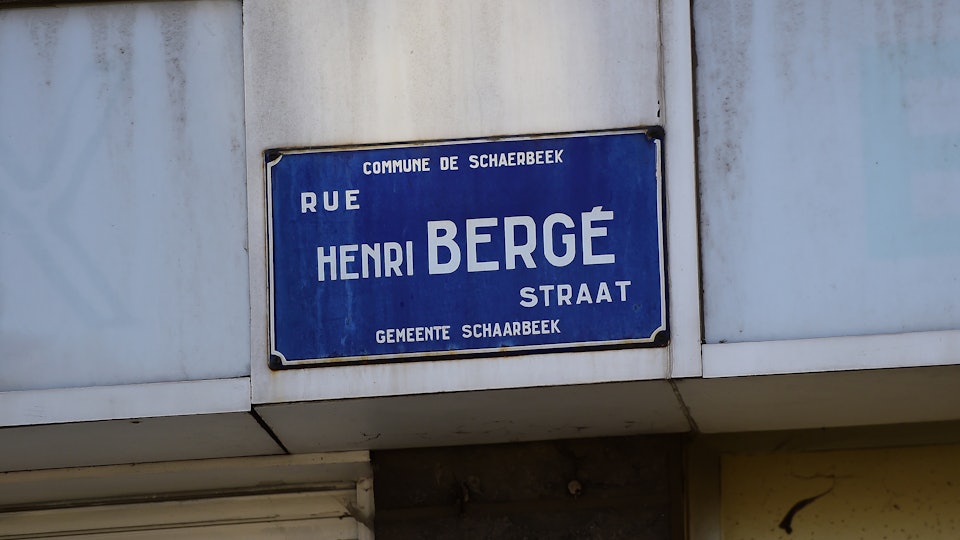 COMMUNE DE SCHAERBEEK
RUE
HENRI BERGÉ
STRAAT
GEMEENTE SCHAARBEEK